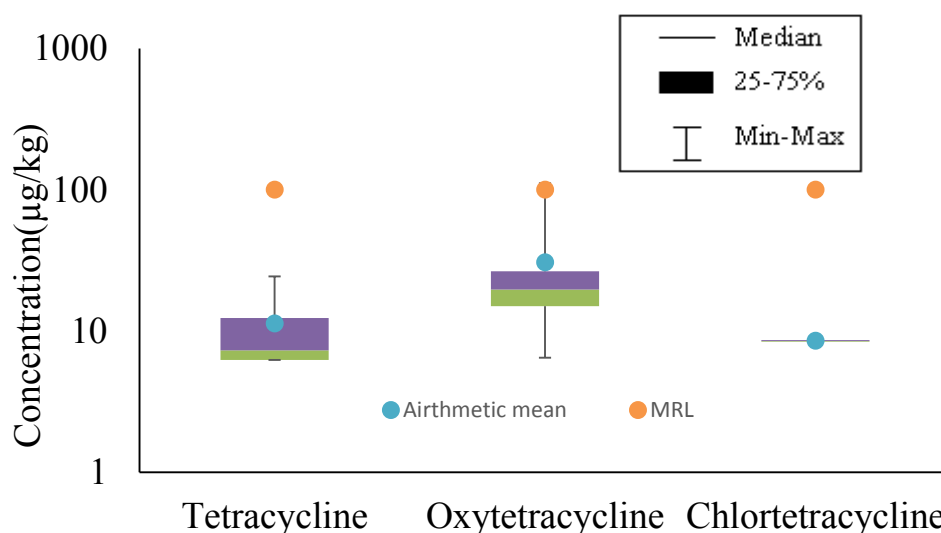 Median
25-75%
Min-Max
Concentration(µg/kg)
1000
100
10
1
Airthmetic mean
MRL
Tetracycline
Oxytetracycline
Chlortetracycline